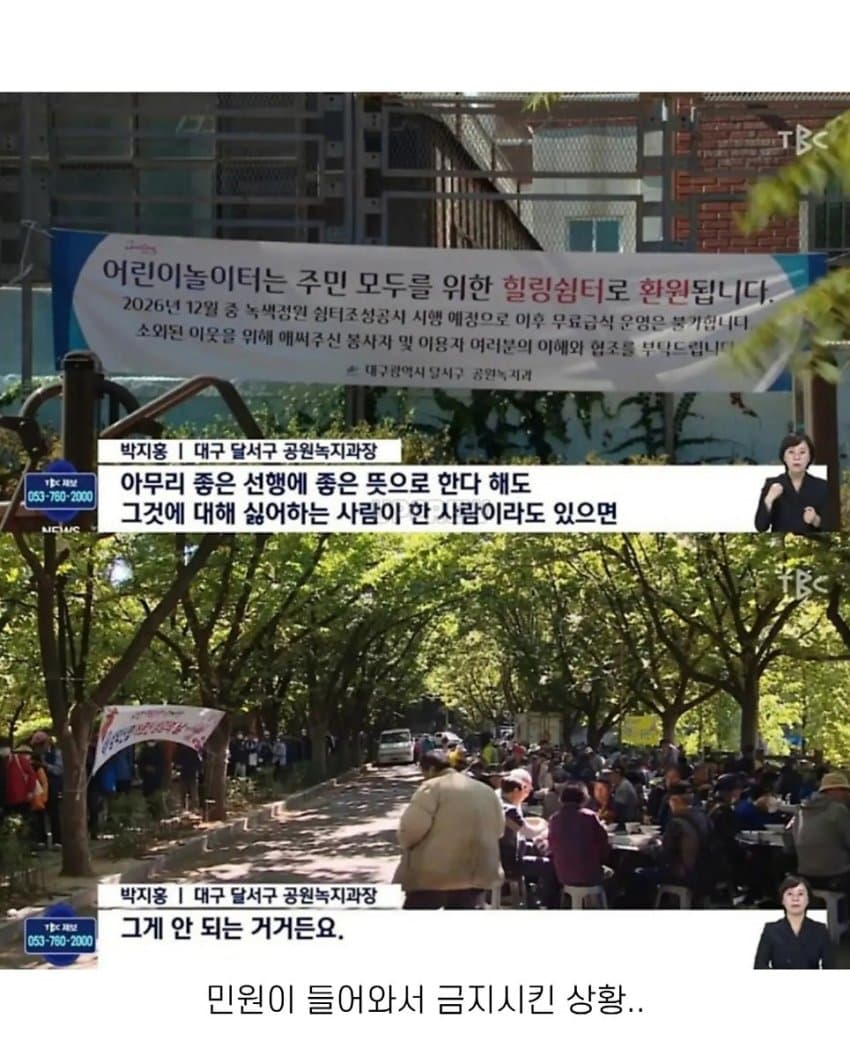 TBC
어린이놀이터는 주민 모두를 위한 힐링쉼터로 환원됩니다.
2026년 12월 중 녹색정원 쉼터조성공사 시행 예정으로 이후 무료급식 운영은 불가합니다
소외된 이웃을 위해 애써주신 봉사자 및 이용자 여러분의 이해와 협조를 부탁드립니다
대구광역시 달서구 공원녹지과
박지홍 | 대구 달서구 공원녹지과장
TBC 제보
053-760-2000
아무리 좋은 선행에 좋은 뜻으로 한다 해도
그것에 대해 싫어하는 사람이 한 사람이라도 있으면
NEWS
TBC
박지홍 | 대구 달서구 공원녹지과장
TBC 제보
053-760-2000
그게 안 되는 거거든요.
민원이 들어와서 금지시킨 상황..